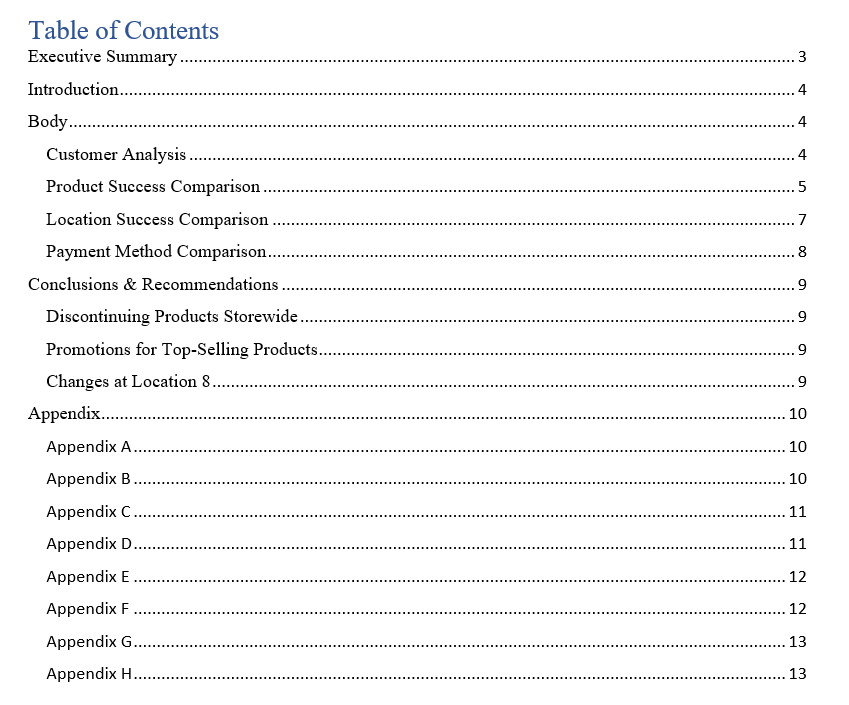 Table of Contents
Executive Summary ........................................................................................................................ 3
Introduction........................................................................................................................ 4
Body........................................................................................................................ 4
Customer Analysis ........................................................................................................................ 4
Product Success Comparison ........................................................................................................................ 5
Location Success Comparison ........................................................................................................................ 7
Payment Method Comparison........................................................................................................................ 8
Conclusions & Recommendations ........................................................................................................................ 9
Discontinuing Products Storewide ........................................................................................................................ 9
Promotions for Top-Selling Products........................................................................................................................ 9
Changes at Location 8 ........................................................................................................................ 9
Appendix........................................................................................................................ 10
Appendix A ........................................................................................................................ 10
Appendix B ........................................................................................................................ 10
Appendix C ........................................................................................................................ 11
Appendix D ........................................................................................................................ 11
Appendix E ........................................................................................................................ 12
Appendix F ........................................................................................................................ 12
Appendix G ........................................................................................................................ 13
Appendix H ........................................................................................................................ 13